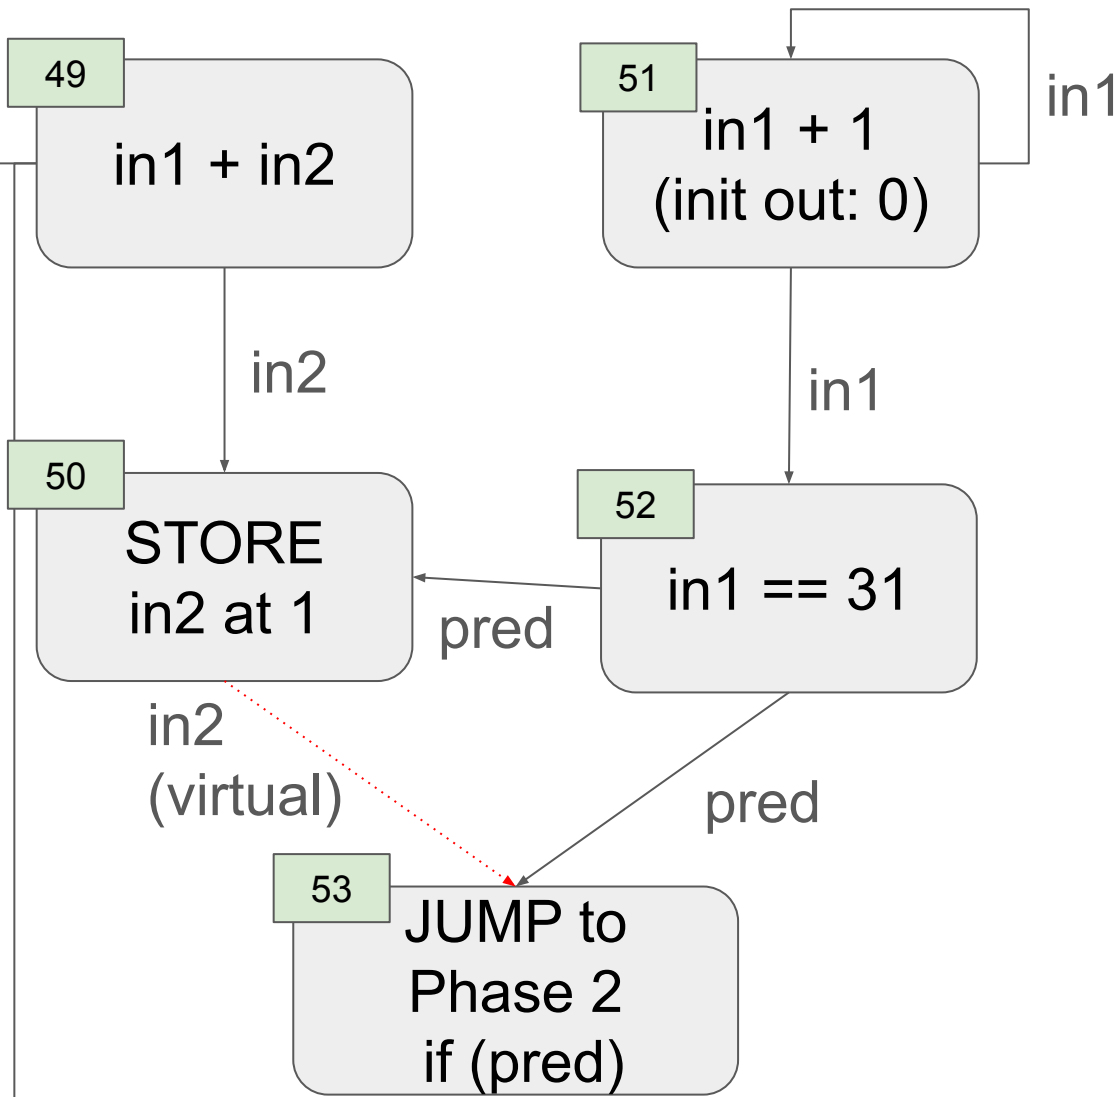 49
in1 + in2
51
in1 + 1
(init out: 0)
in1
in2
in1
50
STORE
in2 at 1
52
in1 == 31
pred
in2
(virtual)
pred
53
JUMP to
Phase 2
if (pred)